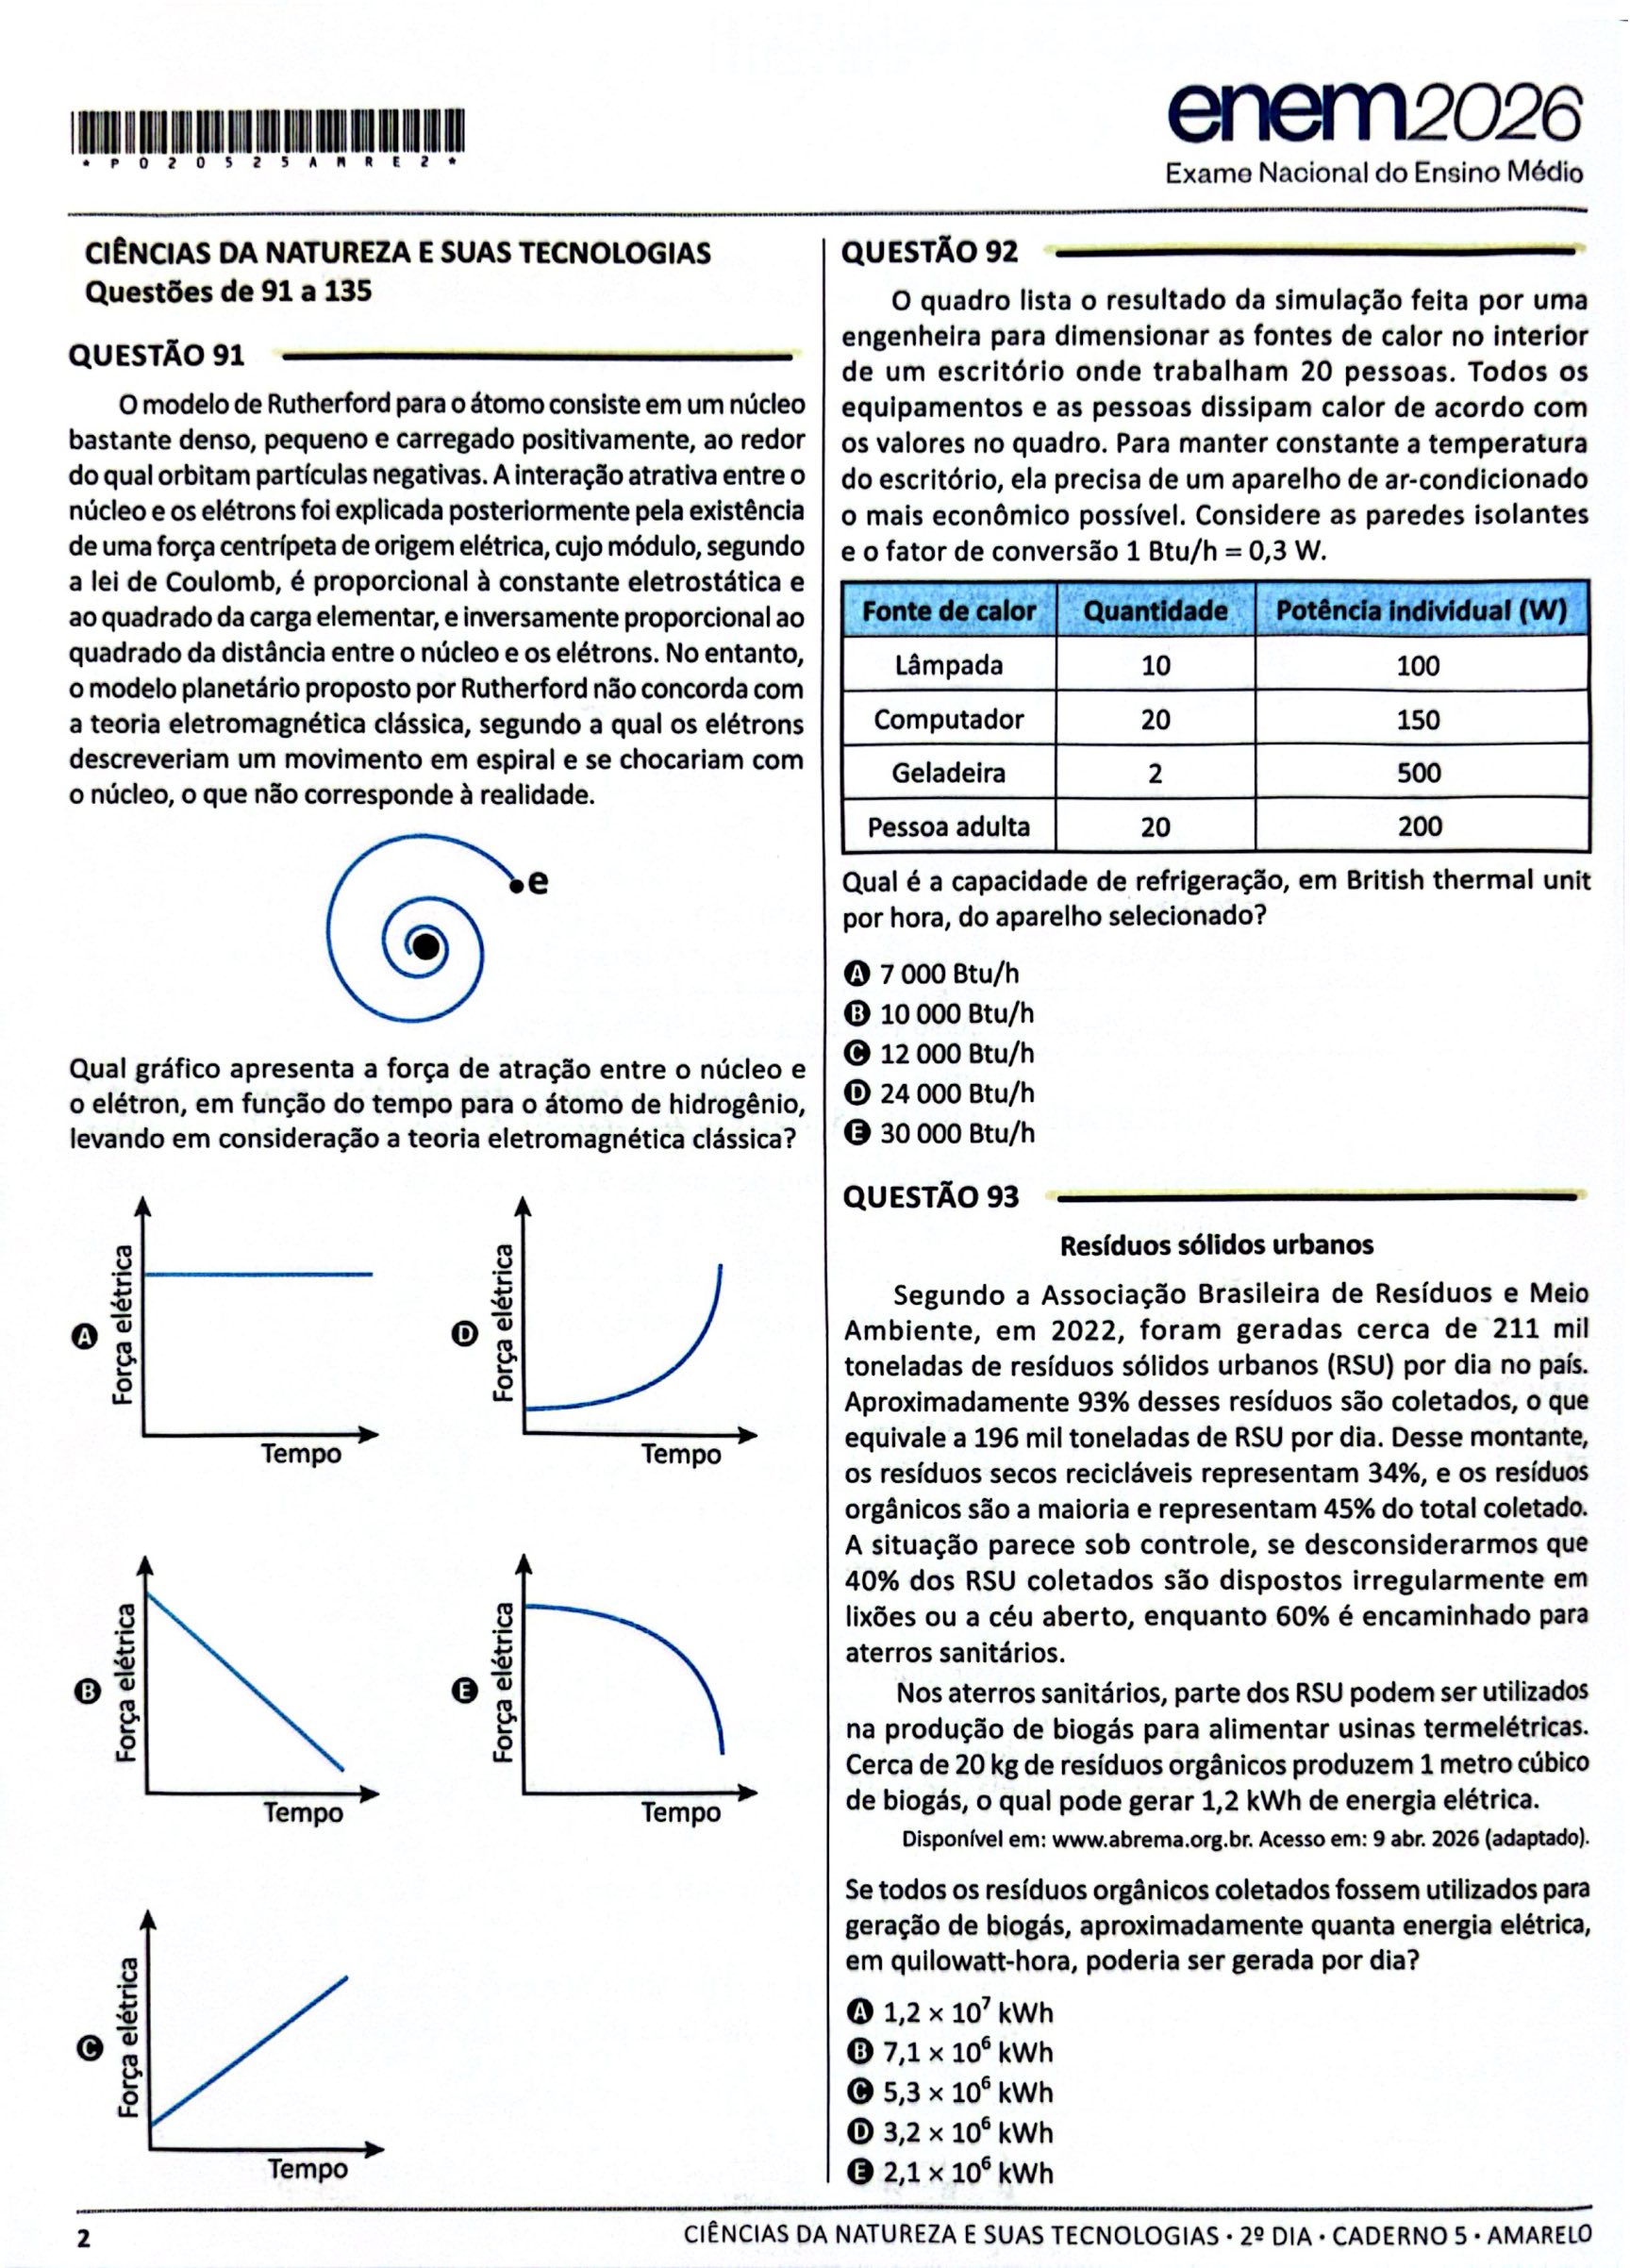 * P 0 2 0 5 2 5 A M R E 2 *
enem2026
Exame Nacional do Ensino Médio
CIÊNCIAS DA NATUREZA E SUAS TECNOLOGIAS
Questões de 91 a 135
QUESTÃO 91
O modelo de Rutherford para o átomo consiste em um núcleo
bastante denso, pequeno e carregado positivamente, ao redor
do qual orbitam partículas negativas. A interação atrativa entre o
núcleo e os elétrons foi explicada posteriormente pela existência
de uma força centrípeta de origem elétrica, cujo módulo, segundo
a lei de Coulomb, é proporcional à constante eletrostática e
ao quadrado da carga elementar, e inversamente proporcional ao
quadrado da distância entre o núcleo e os elétrons. No entanto,
o modelo planetário proposto por Rutherford não concorda com
a teoria eletromagnética clássica, segundo a qual os elétrons
descreveriam um movimento em espiral e se chocariam com
o núcleo, o que não corresponde à realidade.
e
Qual gráfico apresenta a força de atração entre o núcleo e
o elétron, em função do tempo para o átomo de hidrogênio,
levando em consideração a teoria eletromagnética clássica?
A
Força elétrica
Tempo
B
Força elétrica
Tempo
C
Força elétrica
Tempo
D
Força elétrica
Tempo
E
Força elétrica
Tempo
QUESTÃO 92
O quadro lista o resultado da simulação feita por uma
engenheira para dimensionar as fontes de calor no interior
de um escritório onde trabalham 20 pessoas. Todos os
equipamentos e as pessoas dissipam calor de acordo com
os valores no quadro. Para manter constante a temperatura
do escritório, ela precisa de um aparelho de ar-condicionado
o mais econômico possível. Considere as paredes isolantes
e o fator de conversão 1 Btu/h = 0,3 W.
Fonte de calor Quantidade Potência individual (W)
Lâmpada 10 100
Computador 20 150
Geladeira 2 500
Pessoa adulta 20 200
Qual é a capacidade de refrigeração, em British thermal unit
por hora, do aparelho selecionado?
A 7 000 Btu/h
B 10 000 Btu/h
C 12 000 Btu/h
D 24 000 Btu/h
E 30 000 Btu/h
QUESTÃO 93
Resíduos sólidos urbanos
Segundo a Associação Brasileira de Resíduos e Meio
Ambiente, em 2022, foram geradas cerca de 211 mil
toneladas de resíduos sólidos urbanos (RSU) por dia no país.
Aproximadamente 93% desses resíduos são coletados, o que
equivale a 196 mil toneladas de RSU por dia. Desse montante,
os resíduos secos recicláveis representam 34%, e os resíduos
orgânicos são a maioria e representam 45% do total coletado.
A situação parece sob controle, se desconsiderarmos que
40% dos RSU coletados são dispostos irregularmente em
lixões ou a céu aberto, enquanto 60% é encaminhado para
aterros sanitários.
Nos aterros sanitários, parte dos RSU podem ser utilizados
na produção de biogás para alimentar usinas termelétricas.
Cerca de 20 kg de resíduos orgânicos produzem 1 metro cúbico
de biogás, o qual pode gerar 1,2 kWh de energia elétrica.
Disponível em: www.abrema.org.br. Acesso em: 9 abr. 2026 (adaptado).
Se todos os resíduos orgânicos coletados fossem utilizados para
geração de biogás, aproximadamente quanta energia elétrica,
em quilowatt-hora, poderia ser gerada por dia?
A 1,2 × 10⁷ kWh
B 7,1 × 10⁶ kWh
C 5,3 × 10⁶ kWh
D 3,2 × 10⁶ kWh
E 2,1 × 10⁶ kWh
2
CIÊNCIAS DA NATUREZA E SUAS TECNOLOGIAS • 2º DIA • CADERNO 5 • AMARELO